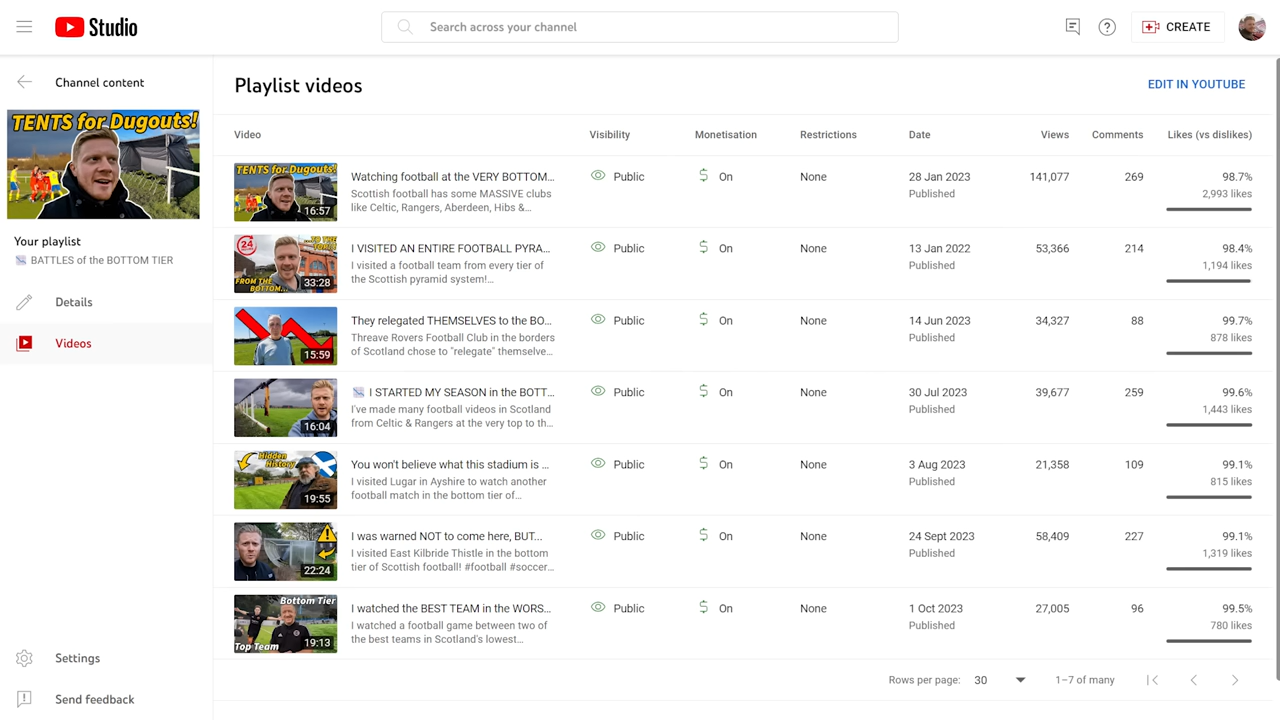 Studio
Search across your channel
CREATE
Channel content
Playlist videos
EDIT IN YOUTUBE
TENTS for Dugouts!
Your playlist
BATTLES of the BOTTOM TIER
Details
Videos
Settings
Send feedback
Video Visibility Monetisation Restrictions Date Views Comments Likes (vs dislikes)
TENTS for Dugouts!
16:57
Watching football at the VERY BOTTOM... Public On None 28 Jan 2023 141,077 269 98.7%
Scottish football has some MASSIVE clubs Published 2,993 likes
like Celtic, Rangers, Aberdeen, Hibs &...
24
...TO THE TOP!
FROM THE BOTTOM...
33:28
I VISITED AN ENTIRE FOOTBALL PYRA... Public On None 13 Jan 2022 53,366 214 98.4%
I visited a football team from every tier of Published 1,194 likes
the Scottish pyramid system!...
15:59
They relegated THEMSELVES to the BO... Public On None 14 Jun 2023 34,327 88 99.7%
Threave Rovers Football Club in the borders Published 878 likes
of Scotland chose to "relegate" themselve...
16:04
I STARTED MY SEASON in the BOTT... Public On None 30 Jul 2023 39,677 259 99.6%
I've made many football videos in Scotland Published 1,443 likes
from Celtic & Rangers at the very top to th...
Hidden History
19:55
You won't believe what this stadium is ... Public On None 3 Aug 2023 21,358 109 99.1%
I visited Lugar in Ayshire to watch another Published 815 likes
football match in the bottom tier of...
22:24
I was warned NOT to come here, BUT... Public On None 24 Sept 2023 58,409 227 99.1%
I visited East Kilbride Thistle in the bottom Published 1,319 likes
tier of Scottish football! #football #soccer...
Bottom Tier
Top Team
19:13
I watched the BEST TEAM in the WORS... Public On None 1 Oct 2023 27,005 96 99.5%
I watched a football game between two of Published 780 likes
the best teams in Scotland's lowest...
Rows per page: 30 1–7 of many